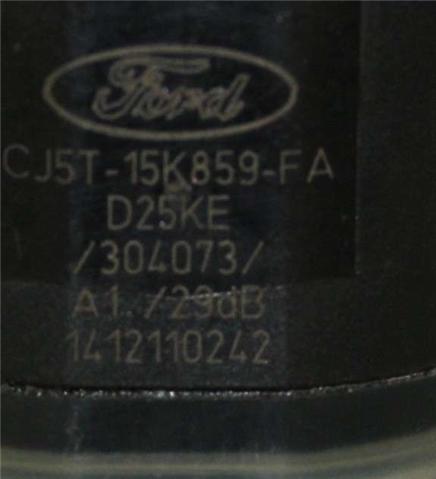 Ford
CJ5T-15K859-FA
D25KE
/304073/
A1. /29dB
1412110242